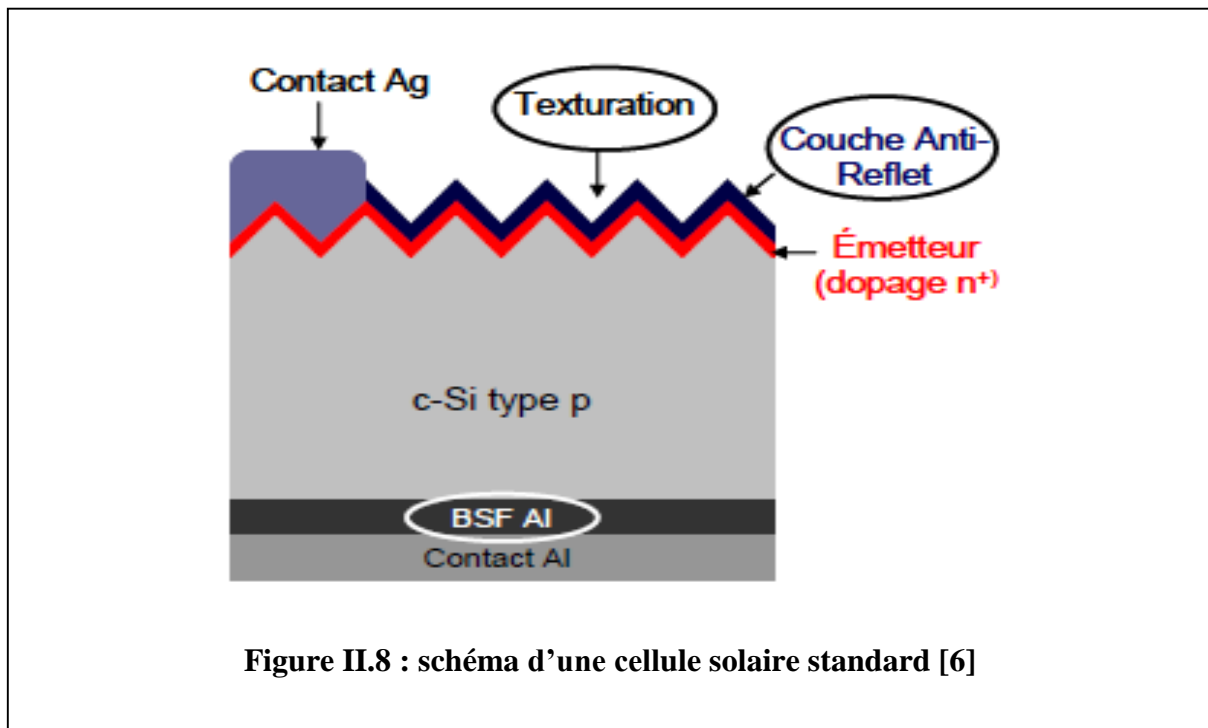 Contact Ag
Texturation
Couche Anti-
Reflet
Émetteur
(dopage n+)
c-Si type p
BSF Al
Contact Al
Figure II.8 : schéma d’une cellule solaire standard [6]